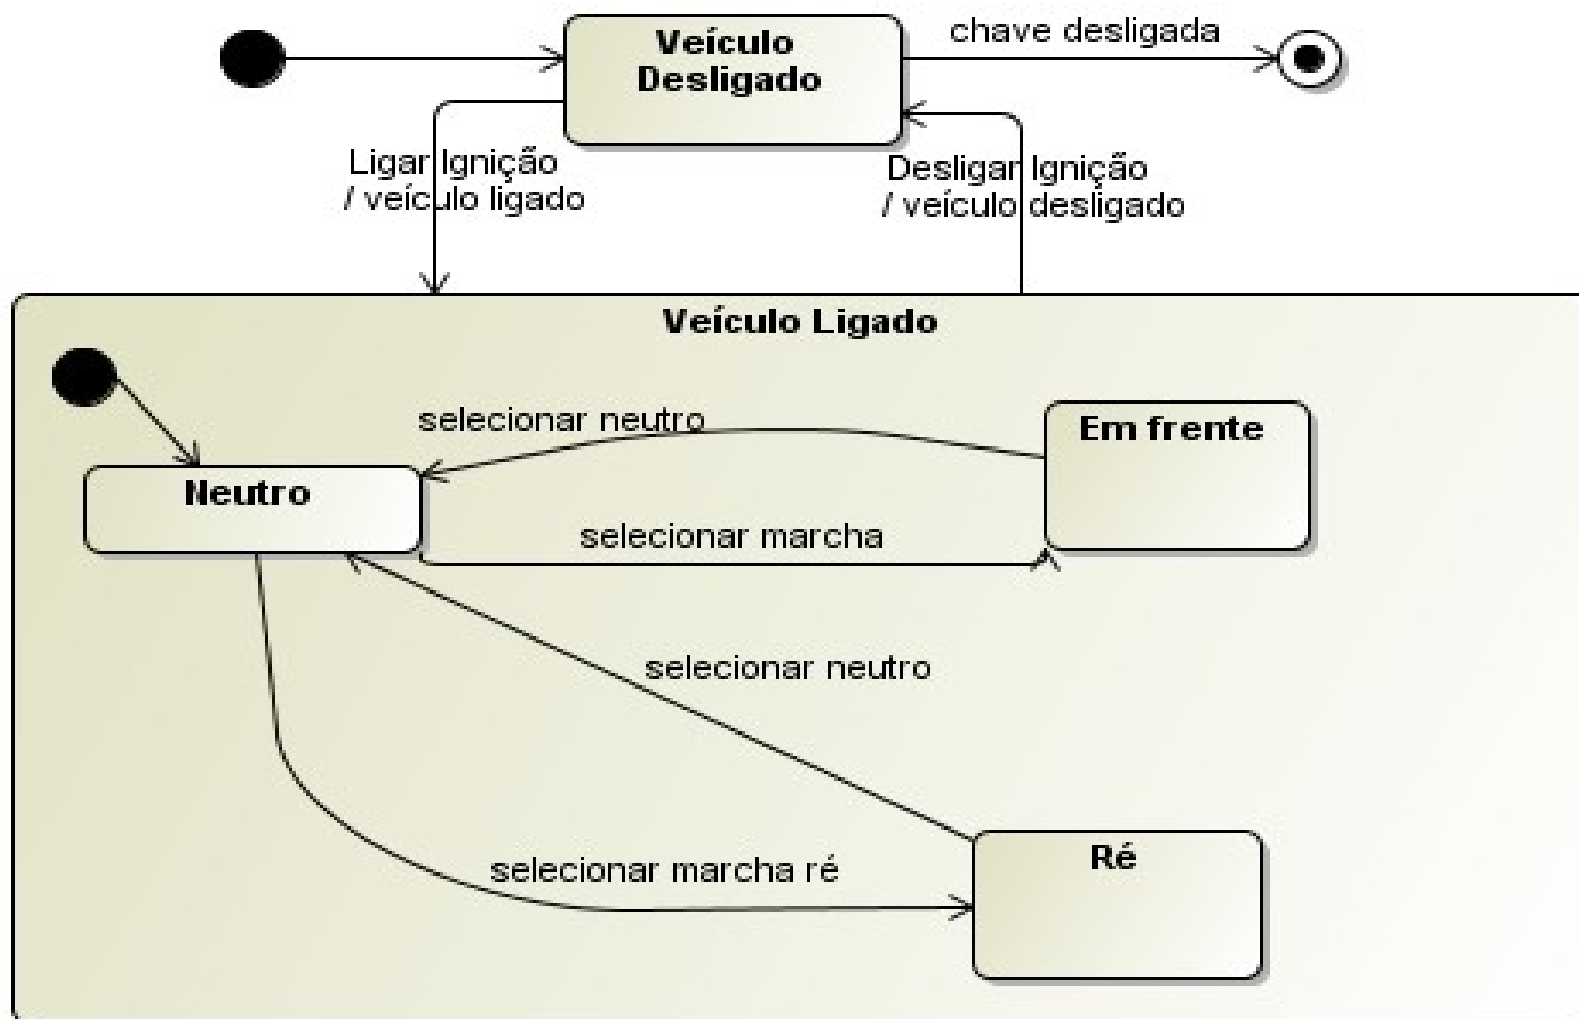 Veículo
Desligado
chave desligada
Ligar Ignição
/ veículo ligado
Desligar Ignição
/ veículo desligado
Veículo Ligado
selecionar neutro
Em frente
Neutro
selecionar marcha
selecionar neutro
selecionar marcha ré
Ré